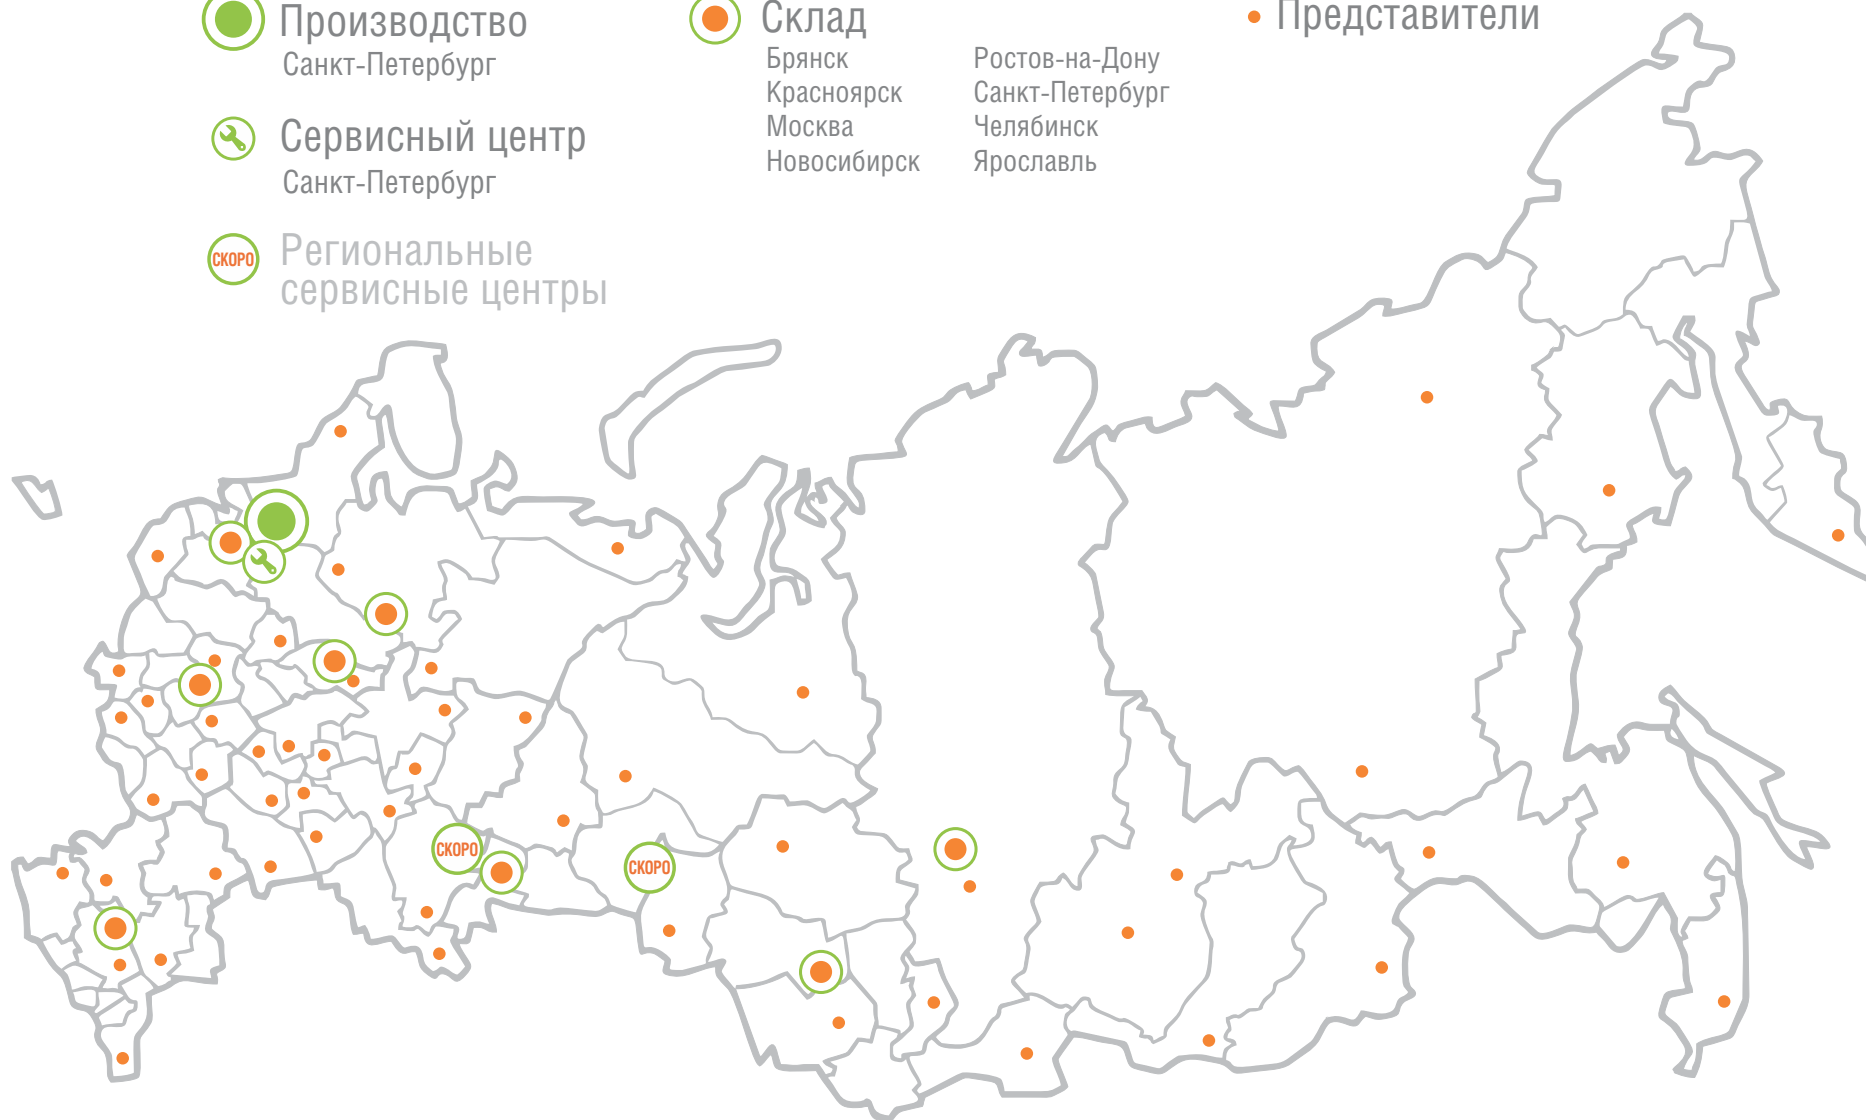 Производство
Санкт-Петербург
Сервисный центр
Санкт-Петербург
СКОРО
Региональные
сервисные центры
Склад
Брянск
Красноярск
Москва
Новосибирск
Ростов-на-Дону
Санкт-Петербург
Челябинск
Ярославль
Представители
СКОРО
СКОРО